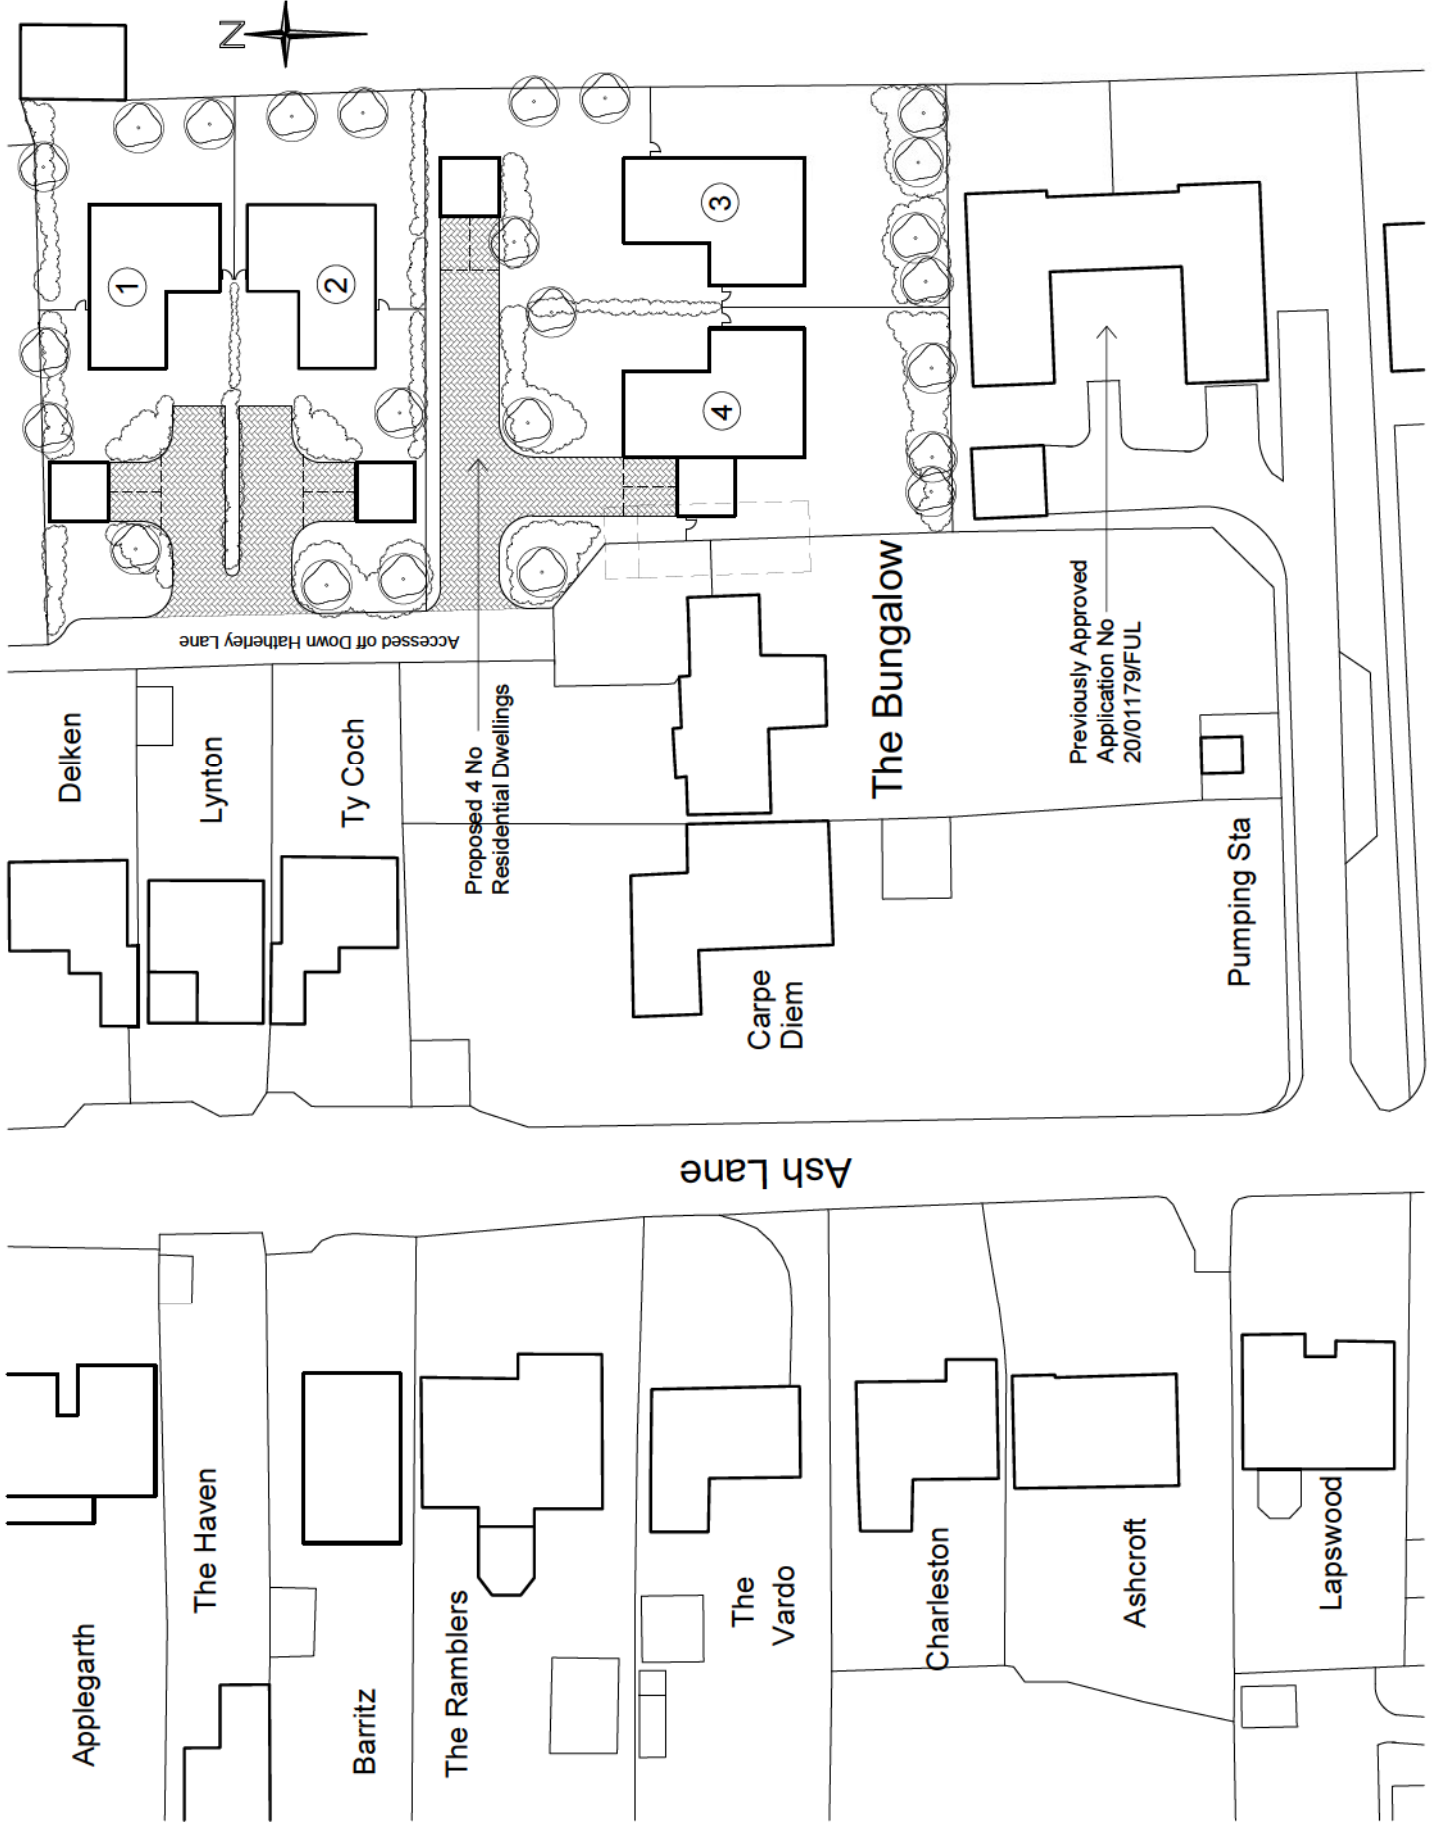 N
1
2
3
4
Accessed off Down Hatherley Lane
Delken
Lynton
Ty Coch
Proposed 4 No
Residential Dwellings
The Bungalow
Previously Approved
Application No
20/01179/FUL
Carpe
Diem
Pumping Sta
Ash Lane
Applegarth
The Haven
Barritz
The Ramblers
The
Vardo
Charleston
Ashcroft
Lapswood